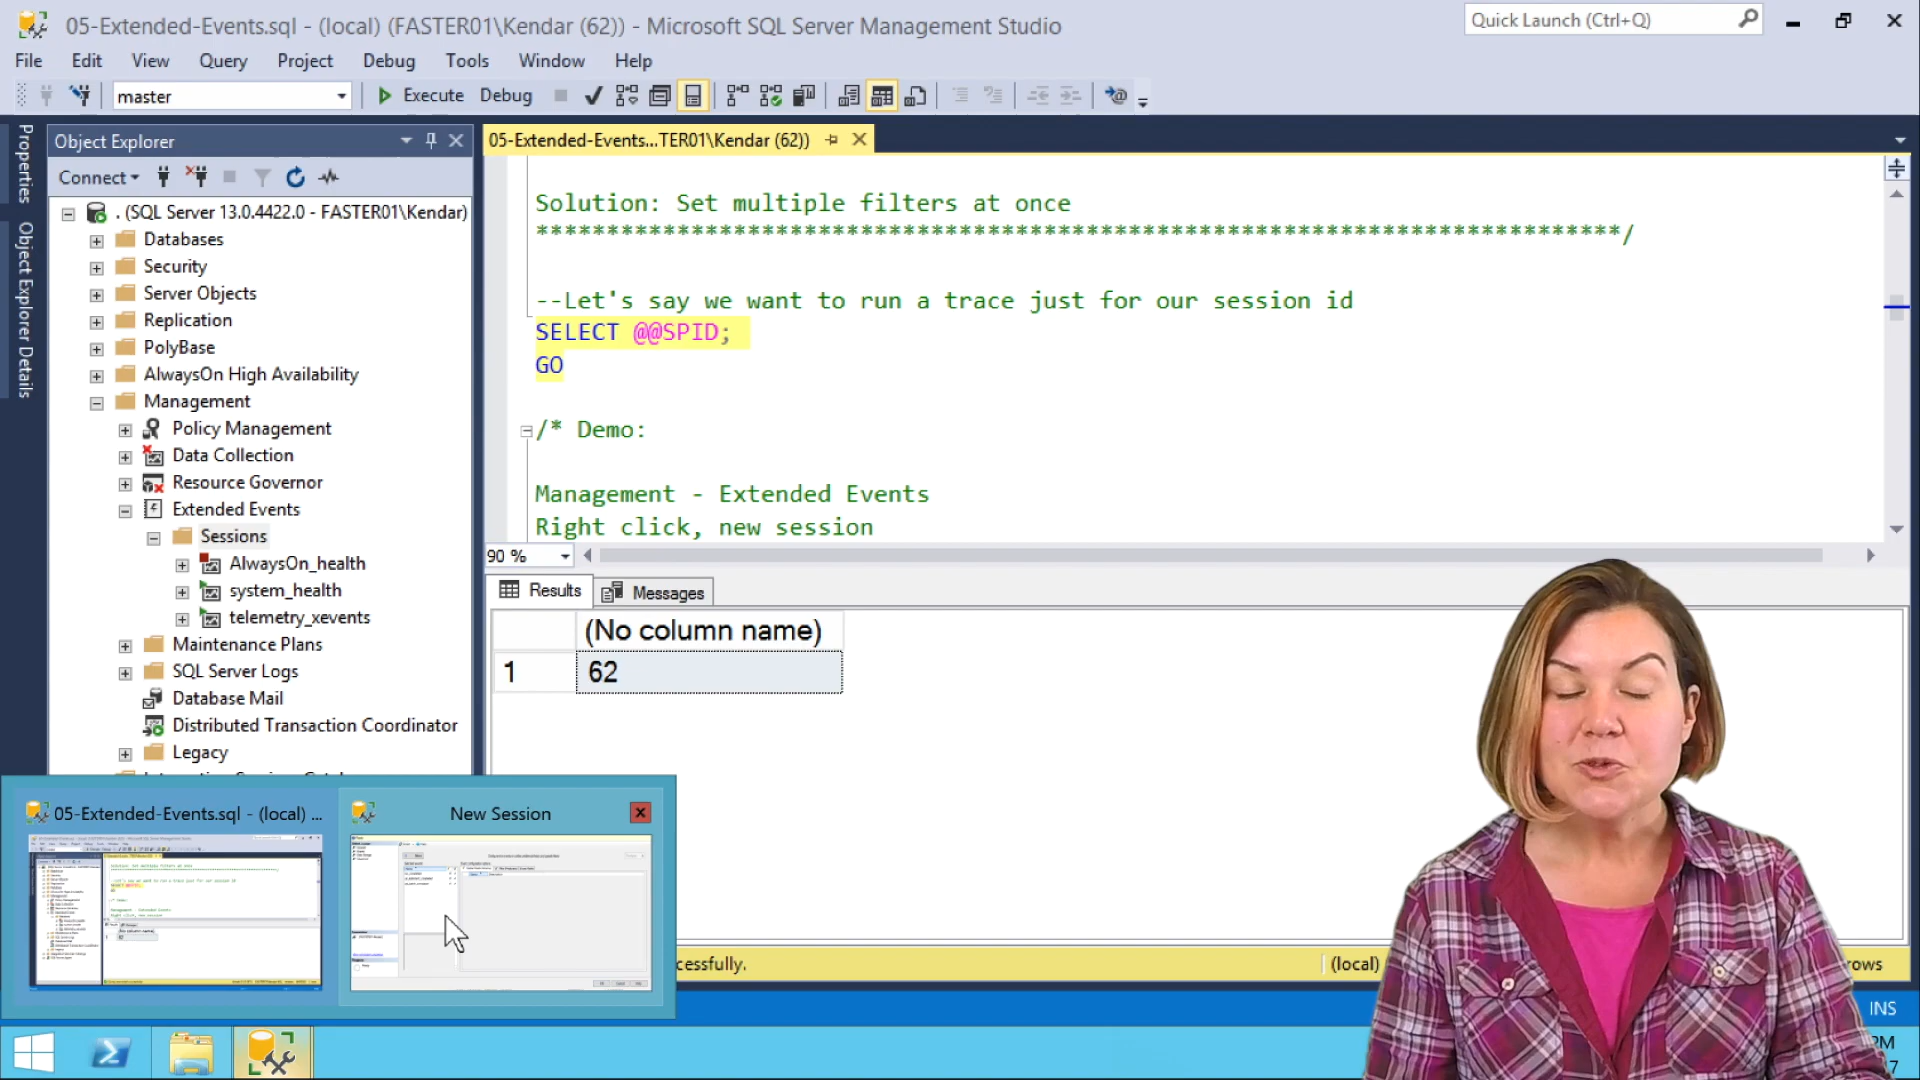 05-Extended-Events.sql - (local) (FASTER01\Kendar (62)) - Microsoft SQL Server Management Studio
Quick Launch (Ctrl+Q)
File Edit View Query Project Debug Tools Window Help
master
Execute Debug
Properties
Object Explorer Details
Object Explorer
Connect
. (SQL Server 13.0.4422.0 - FASTER01\Kendar)
Databases
Security
Server Objects
Replication
PolyBase
AlwaysOn High Availability
Management
Policy Management
Data Collection
Resource Governor
Extended Events
Sessions
AlwaysOn_health
system_health
telemetry_xevents
Maintenance Plans
SQL Server Logs
Database Mail
Distributed Transaction Coordinator
Legacy
05-Extended-Events...TER01\Kendar (62))
Solution: Set multiple filters at once
*****************************************************************************/
--Let's say we want to run a trace just for our session id
SELECT @@SPID;
GO
/* Demo:
Management - Extended Events
Right click, new session
90 %
Results Messages
(No column name)
1 62
05-Extended-Events.sql - (local) ...
New Session
cessfully.
(local)
rows
INS
PM